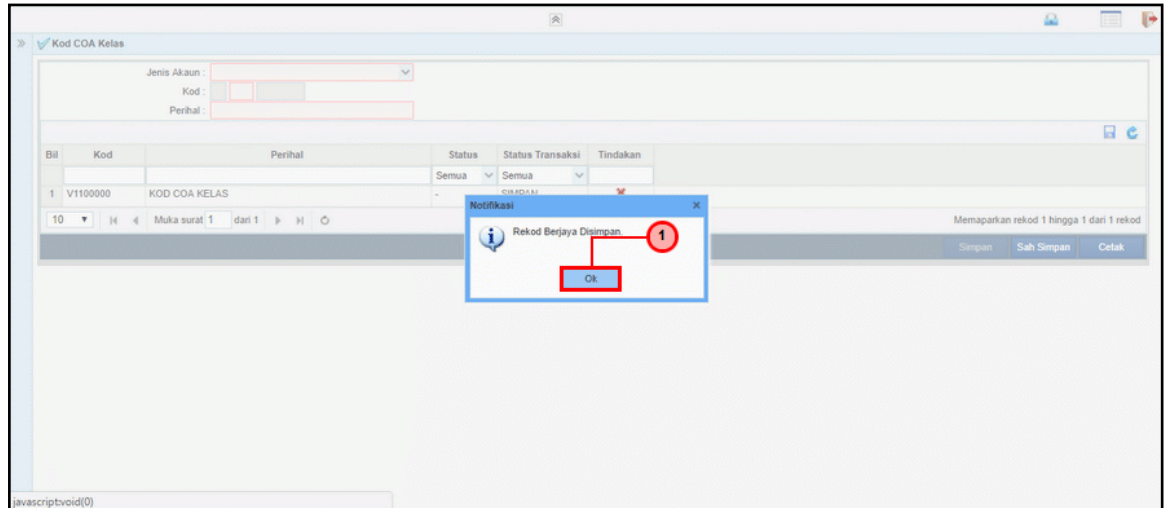 Kod COA Kelas
Jenis Akaun :
Kod :
Perihal :
Bil Kod Perihal Status Status Transaksi Tindakan
Semua Semua
1 V1100000 KOD COA KELAS - SIMPAN
10 Muka surat 1 dari 1 Memaparkan rekod 1 hingga 1 dari 1 rekod
Notifikasi
Rekod Berjaya Disimpan.
1
Ok
Simpan Sah Simpan Cetak
javascript:void(0)